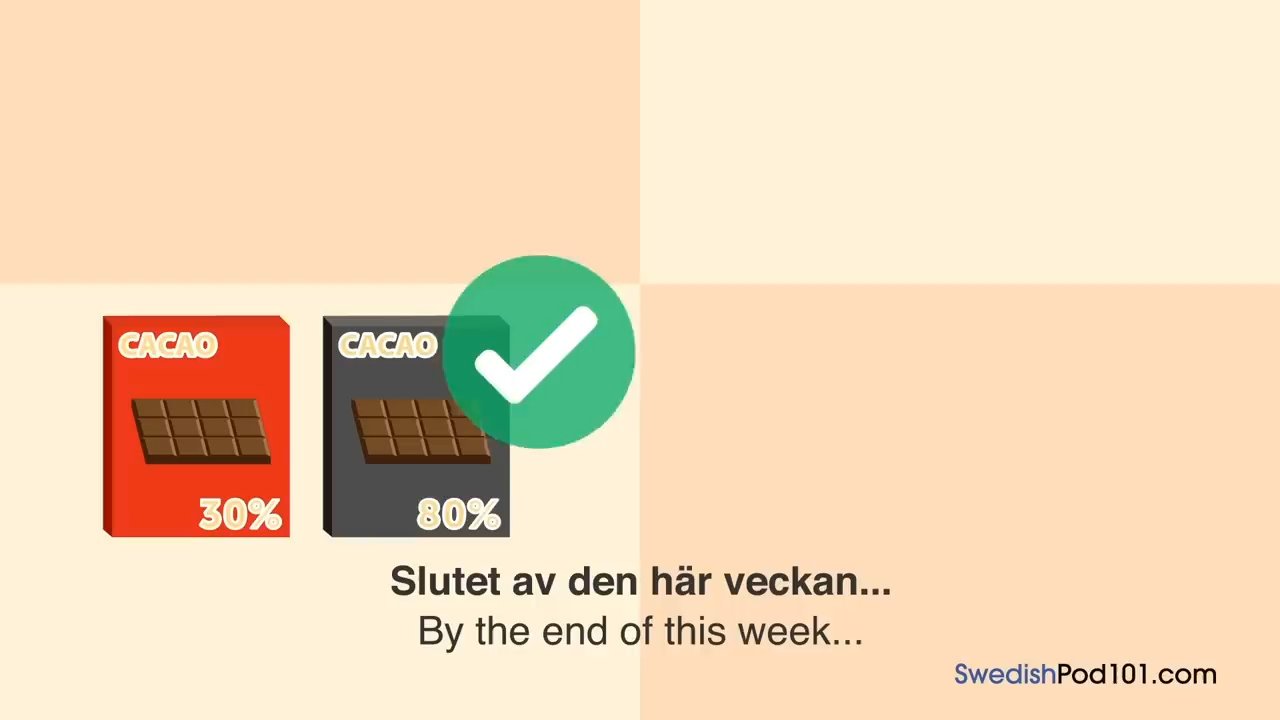 CACAO
30%
CACAO
80%
Slutet av den här veckan...
By the end of this week...
SwedishPod101.com